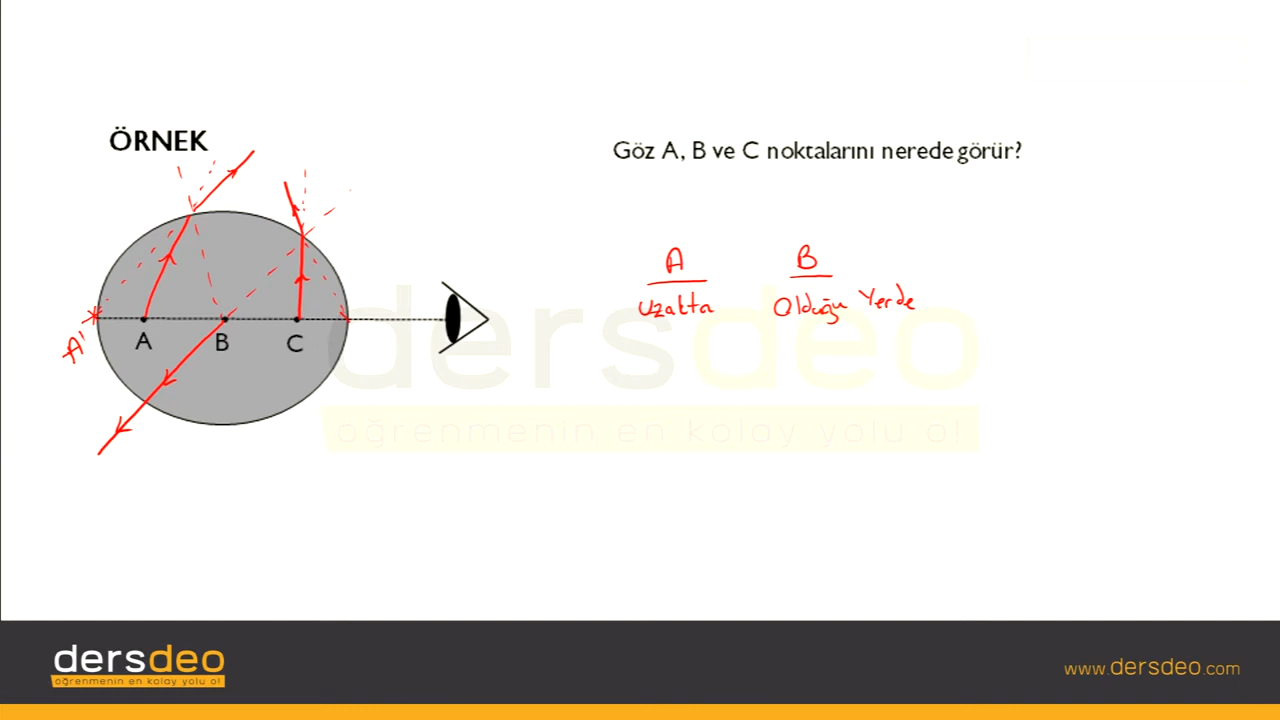 ÖRNEK
Göz A, B ve C noktalarını nerede görür?
A B
Uzakta Olduğu Yerde
A'
A B C
dersdeo
öğrenmenin en kolay yolu o!
dersdeo
öğrenmenin en kolay yolu o!
www.dersdeo.com